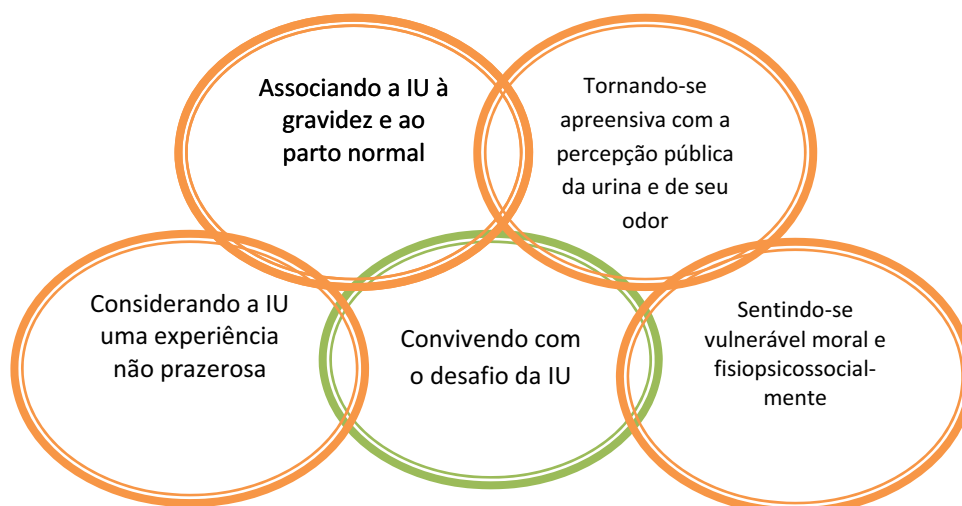 Associando a IU à
gravidez e ao
parto normal
Tornando-se
apreensiva com a
percepção pública
da urina e de seu
odor
Considerando a IU
uma experiência
não prazerosa
Convivendo com
o desafio da IU
Sentindo-se
vulnerável moral e
fisiopsicossocial-
mente